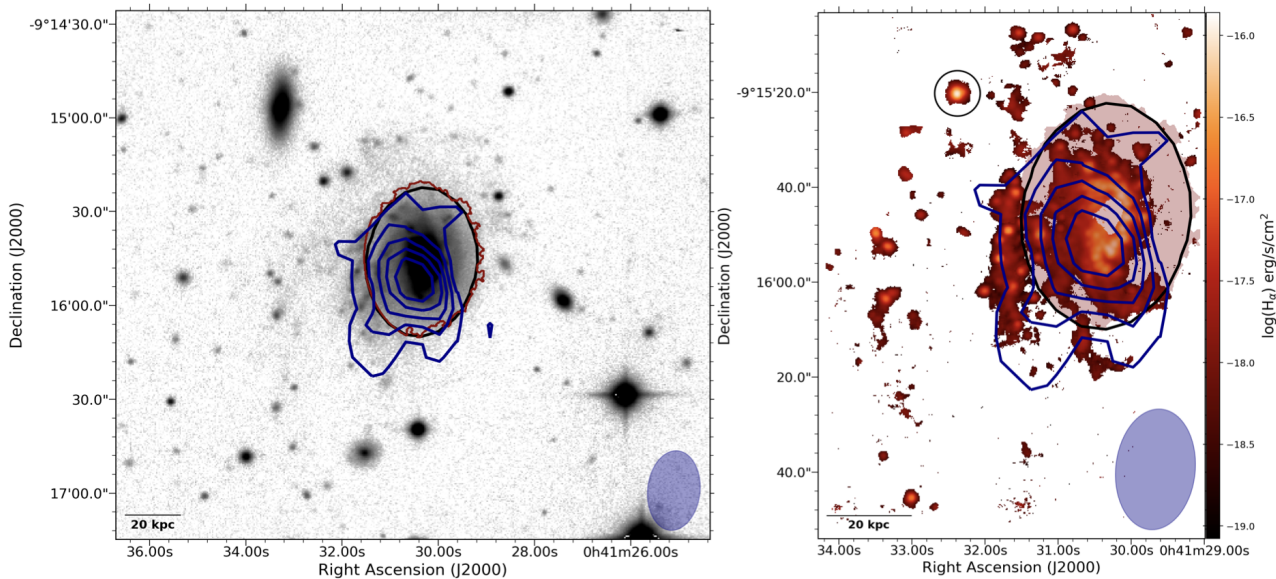 -9°14'30.0"
15'00.0"
30.0"
16'00.0"
30.0"
17'00.0"
Declination (J2000)
20 kpc
36.00s 34.00s 32.00s 30.00s 28.00s 0h41m26.00s
Right Ascension (J2000)
-9°15'20.0"
40.0"
16'00.0"
20.0"
40.0"
Declination (J2000)
20 kpc
34.00s 33.00s 32.00s 31.00s 30.00s 0h41m29.00s
Right Ascension (J2000)
−16.0
−16.5
−17.0
−17.5
−18.0
−18.5
−19.0
log(Hα) erg/s/cm²